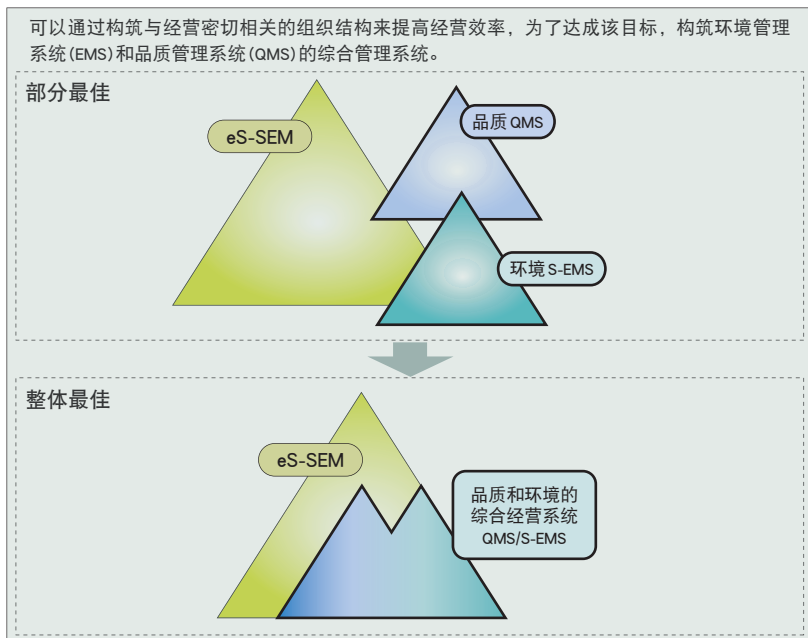 可以通过构筑与经营密切相关的组织结构来提高经营效率，为了达成该目标，构筑环境管理
系统(EMS)和品质管理系统(QMS)的综合管理系统。
部分最佳
eS-SEM
品质 QMS
环境 S-EMS
整体最佳
eS-SEM
品质和环境的
综合经营系统
QMS/S-EMS